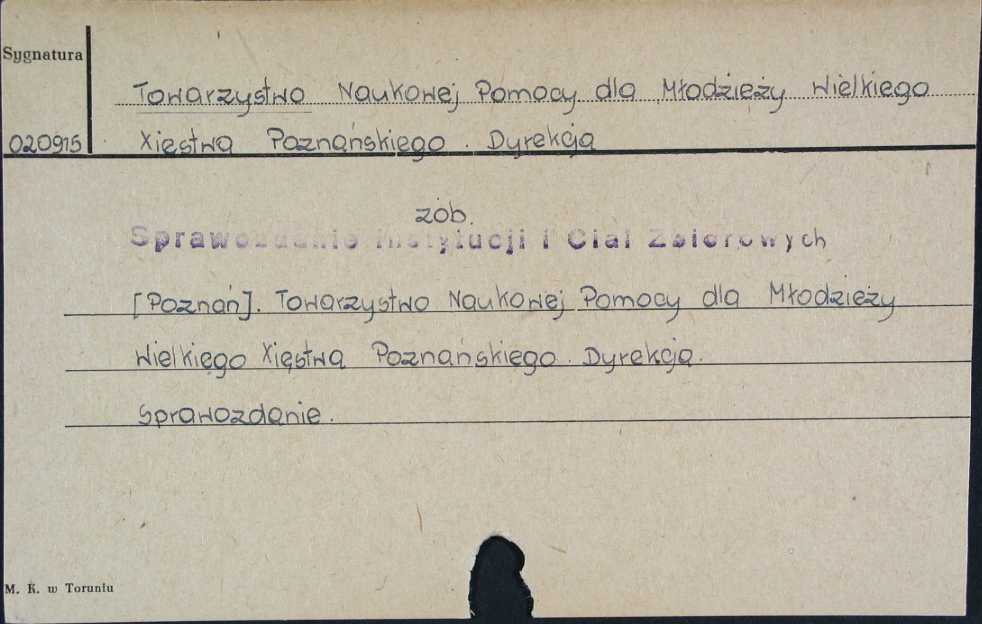 Sygnatura
Towarzystwo Naukowej Pomocy dla Młodzieży Wielkiego
020915 Xięstwa Poznańskiego. Dyrekcja
zob.
Sprawozdanie Instytucji i Ciał Zbiorowych
[Poznań]. Towarzystwo Naukowej Pomocy dla Młodzieży
Wielkiego Xięstwa Poznańskiego. Dyrekcja.
Sprawozdanie.
M. K. w Toruniu